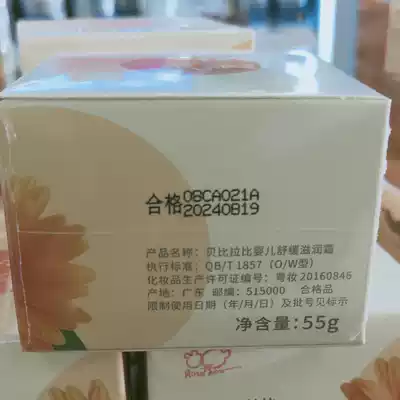 合格
08CA021A
20240819
产品名称：贝比拉比婴儿舒缓滋润霜
执行标准：QB/T 1857（O/W型）
化妆品生产许可证编号：粤妆20160846
产地：广东 邮编：515000 合格品
限制使用日期（年/月/日）及批号见标示
净含量：55g